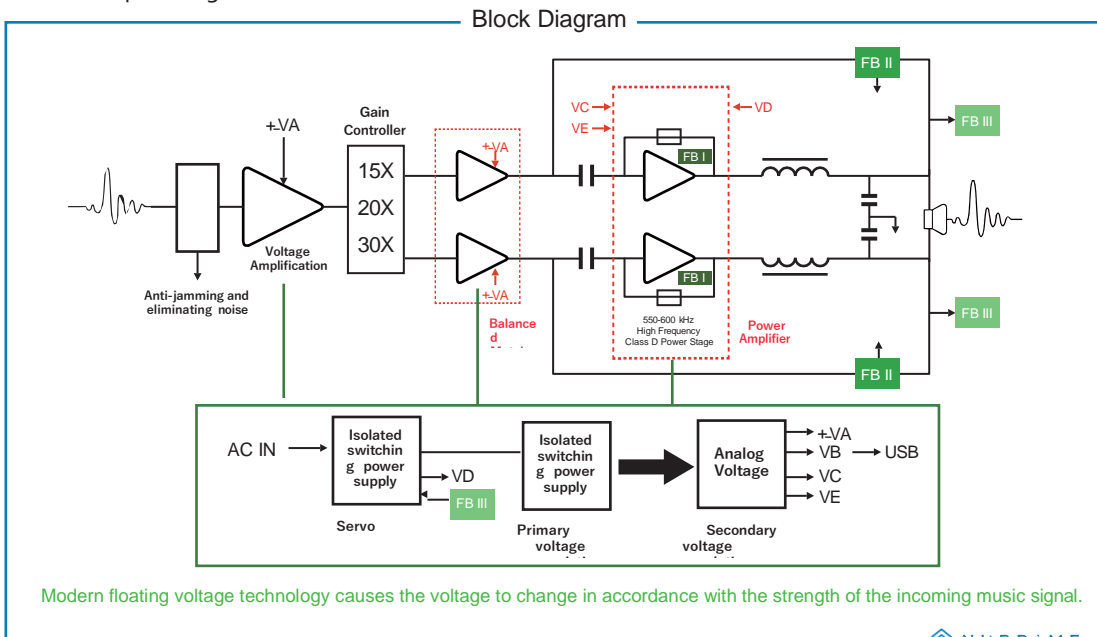 Block Diagram
FB II
VC
VD
VE
FB III
Gain
Controller
+-VA
+-VA
FB I
15X
20X
30X
Voltage
Amplification
FB I
+-VA
Anti-jamming and
eliminating noise
Balance
d
550-600 kHz
High Frequency
Class D Power Stage
Power
Amplifier
FB III
FB II
AC IN
Isolated
switchin
g power
supply
VD
FB III
Servo
Isolated
switchin
g power
supply
Primary
voltage
Analog
Voltage
Secondary
voltage
+-VA
VB
USB
VC
VE
Modern floating voltage technology causes the voltage to change in accordance with the strength of the incoming music signal.